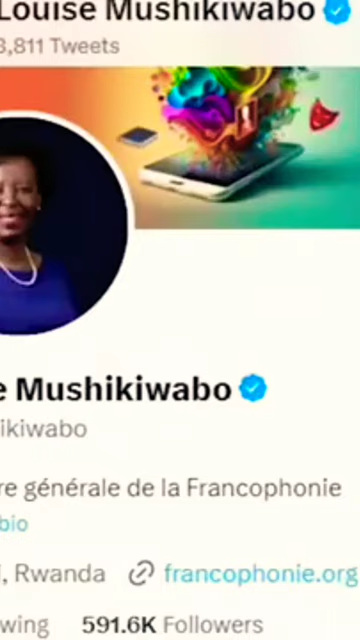 Louise Mushikiwabo
3,811 Tweets
e Mushikiwabo
ikiwabo
re générale de la Francophonie
bio
, Rwanda francophonie.org
wing 591.6K Followers